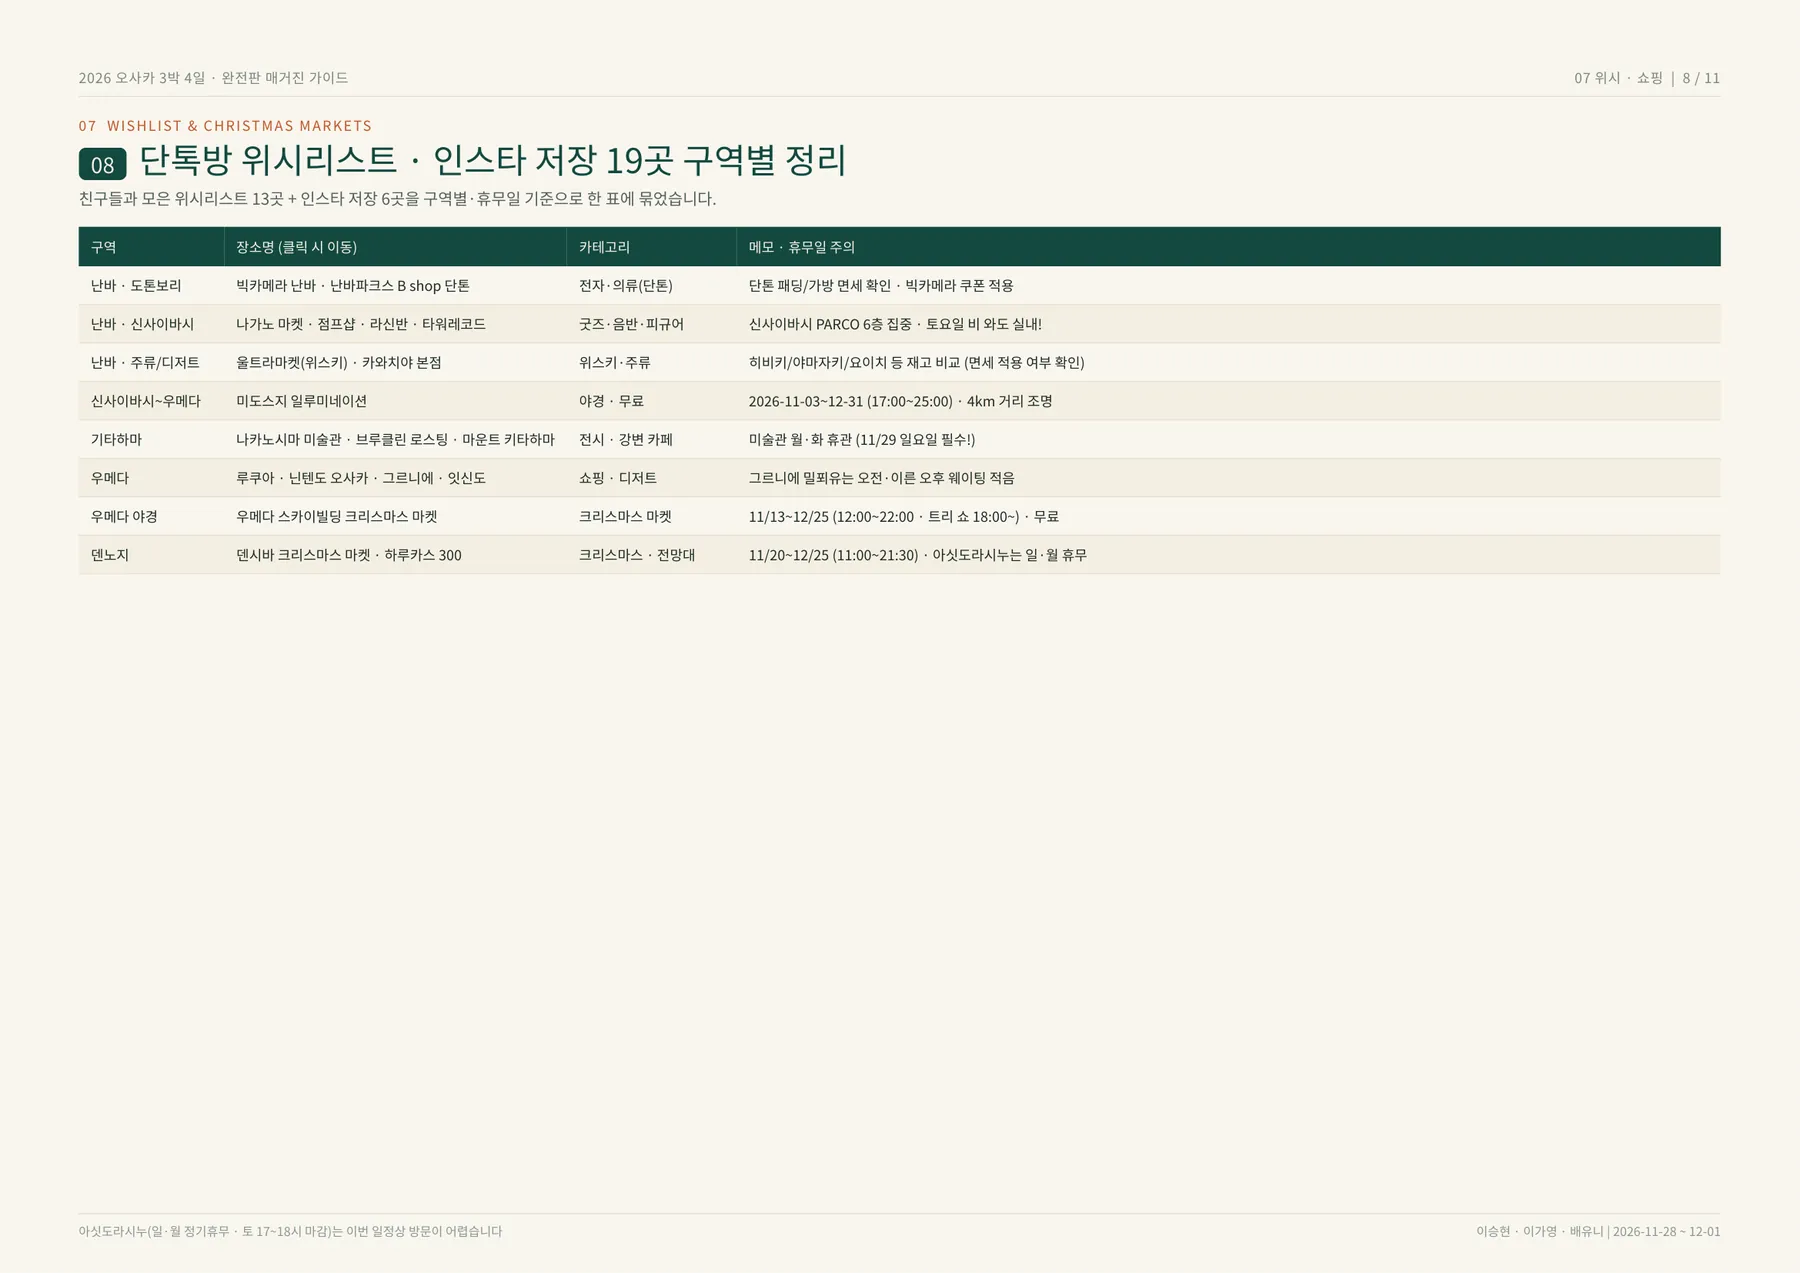 2026 오사카 3박 4일 · 완전판 매거진 가이드
07 위시 · 쇼핑 | 8 / 11
07 WISHLIST & CHRISTMAS MARKETS
08 단톡방 위시리스트 · 인스타 저장 19곳 구역별 정리
친구들과 모은 위시리스트 13곳 + 인스타 저장 6곳을 구역별·휴무일 기준으로 한 표에 묶었습니다.
구역 장소명 (클릭 시 이동) 카테고리 메모 · 휴무일 주의
난바 · 도톤보리 빅카메라 난바 · 난바파크스 B shop 단톤 전자·의류(단톤) 단톤 패딩/가방 면세 확인 · 빅카메라 쿠폰 적용
난바 · 신사이바시 나가노 마켓 · 점프샵 · 라신반 · 타워레코드 굿즈·음반·피규어 신사이바시 PARCO 6층 집중 · 토요일 비 와도 실내!
난바 · 주류/디저트 울트라마켓(위스키) · 카와치야 본점 위스키·주류 히비키/야마자키/요이치 등 재고 비교 (면세 적용 여부 확인)
신사이바시~우메다 미도스지 일루미네이션 야경 · 무료 2026-11-03~12-31 (17:00~25:00) · 4km 거리 조명
기타하마 나카노시마 미술관 · 브루클린 로스팅 · 마운트 키타하마 전시 · 강변 카페 미술관 월·화 휴관 (11/29 일요일 필수!)
우메다 루쿠아 · 닌텐도 오사카 · 그르니에 · 잇신도 쇼핑 · 디저트 그르니에 밀푀유는 오전·이른 오후 웨이팅 적음
우메다 야경 우메다 스카이빌딩 크리스마스 마켓 크리스마스 마켓 11/13~12/25 (12:00~22:00 · 트리 쇼 18:00~) · 무료
덴노지 덴시바 크리스마스 마켓 · 하루카스 300 크리스마스 · 전망대 11/20~12/25 (11:00~21:30) · 아싯도라시누는 일·월 휴무
아싯도라시누(일·월 정기휴무 · 토 17~18시 마감)는 이번 일정상 방문이 어렵습니다
이승현 · 이가영 · 배유니 | 2026-11-28 ~ 12-01